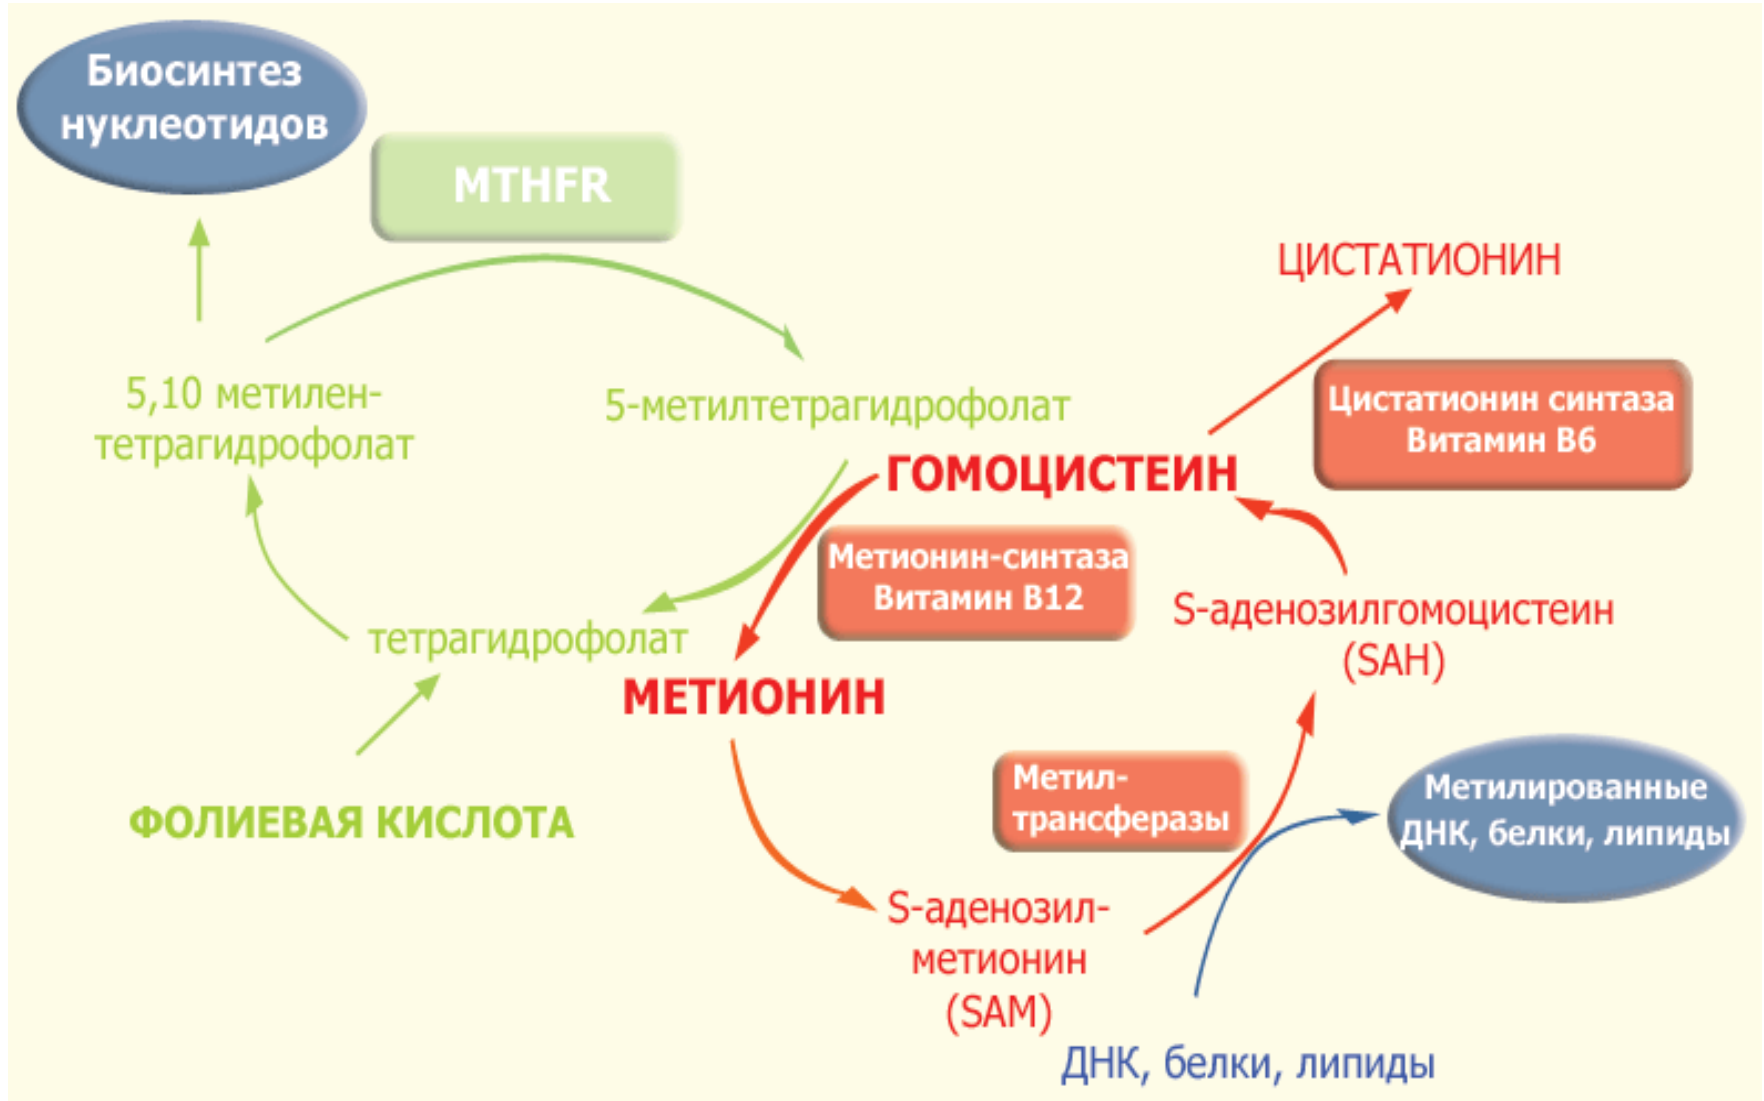 Биосинтез
нуклеотидов
MTHFR
ЦИСТАТИОНИН
5,10 метилен-
тетрагидрофолат
5-метилтетрагидрофолат
Цистатионин синтаза
Витамин B6
ГОМОЦИСТЕИН
Метионин-синтаза
Витамин B12
S-аденозилгомоцистеин
(SAH)
тетрагидрофолат
МЕТИОНИН
ФОЛИЕВАЯ КИСЛОТА
Метил-
трансферазы
Метилированные
ДНК, белки, липиды
S-аденозил-
метионин
(SAM)
ДНК, белки, липиды